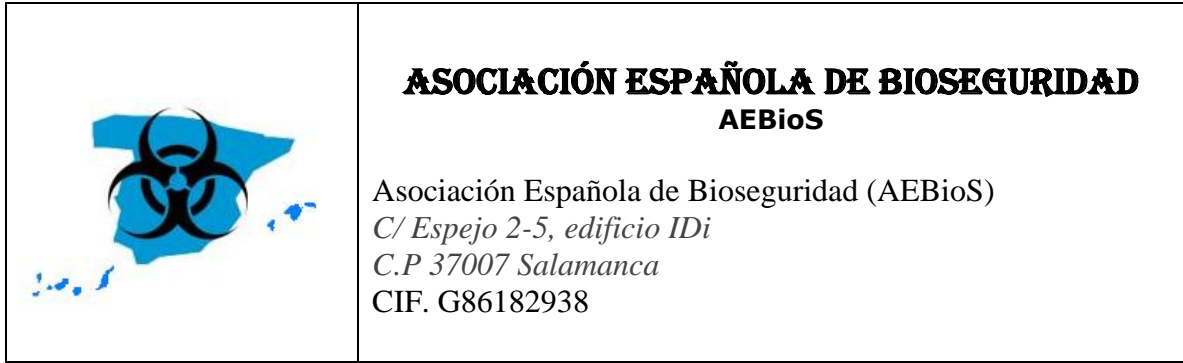 ASOCIACIÓN ESPAÑOLA DE BIOSEGURIDAD
AEBioS
Asociación Española de Bioseguridad (AEBioS)
C/ Espejo 2-5, edificio IDi
C.P 37007 Salamanca
CIF. G86182938